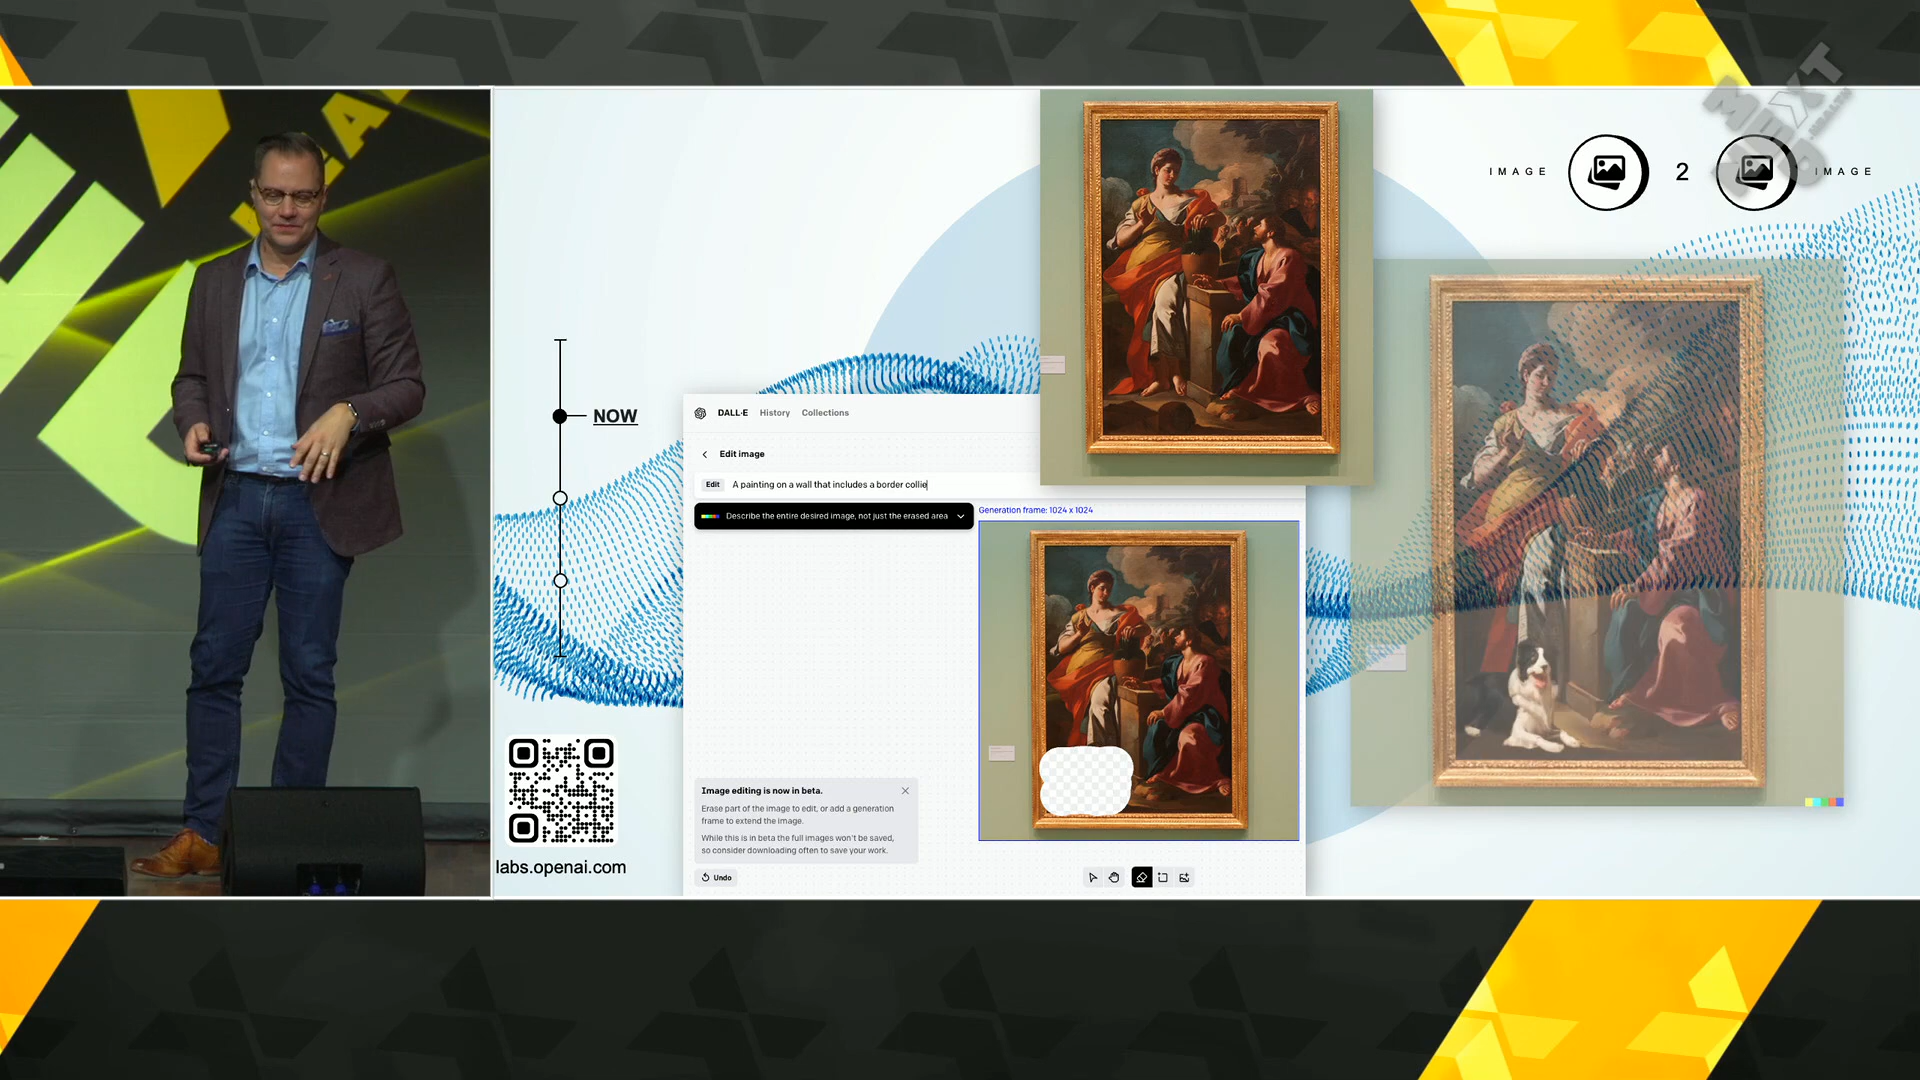 NEXT
IMAGE
2
IMAGE
NOW
DALL·E
History
Collections
Edit image
Edit
A painting on a wall that includes a border collie
Describe the entire desired image, not just the erased area
Generation frame: 1024 x 1024
Image editing is now in beta.
Erase part of the image to edit, or add a generation
frame to extend the image.
While this is in beta the full images won't be saved,
so consider downloading often to save your work.
Undo
labs.openai.com